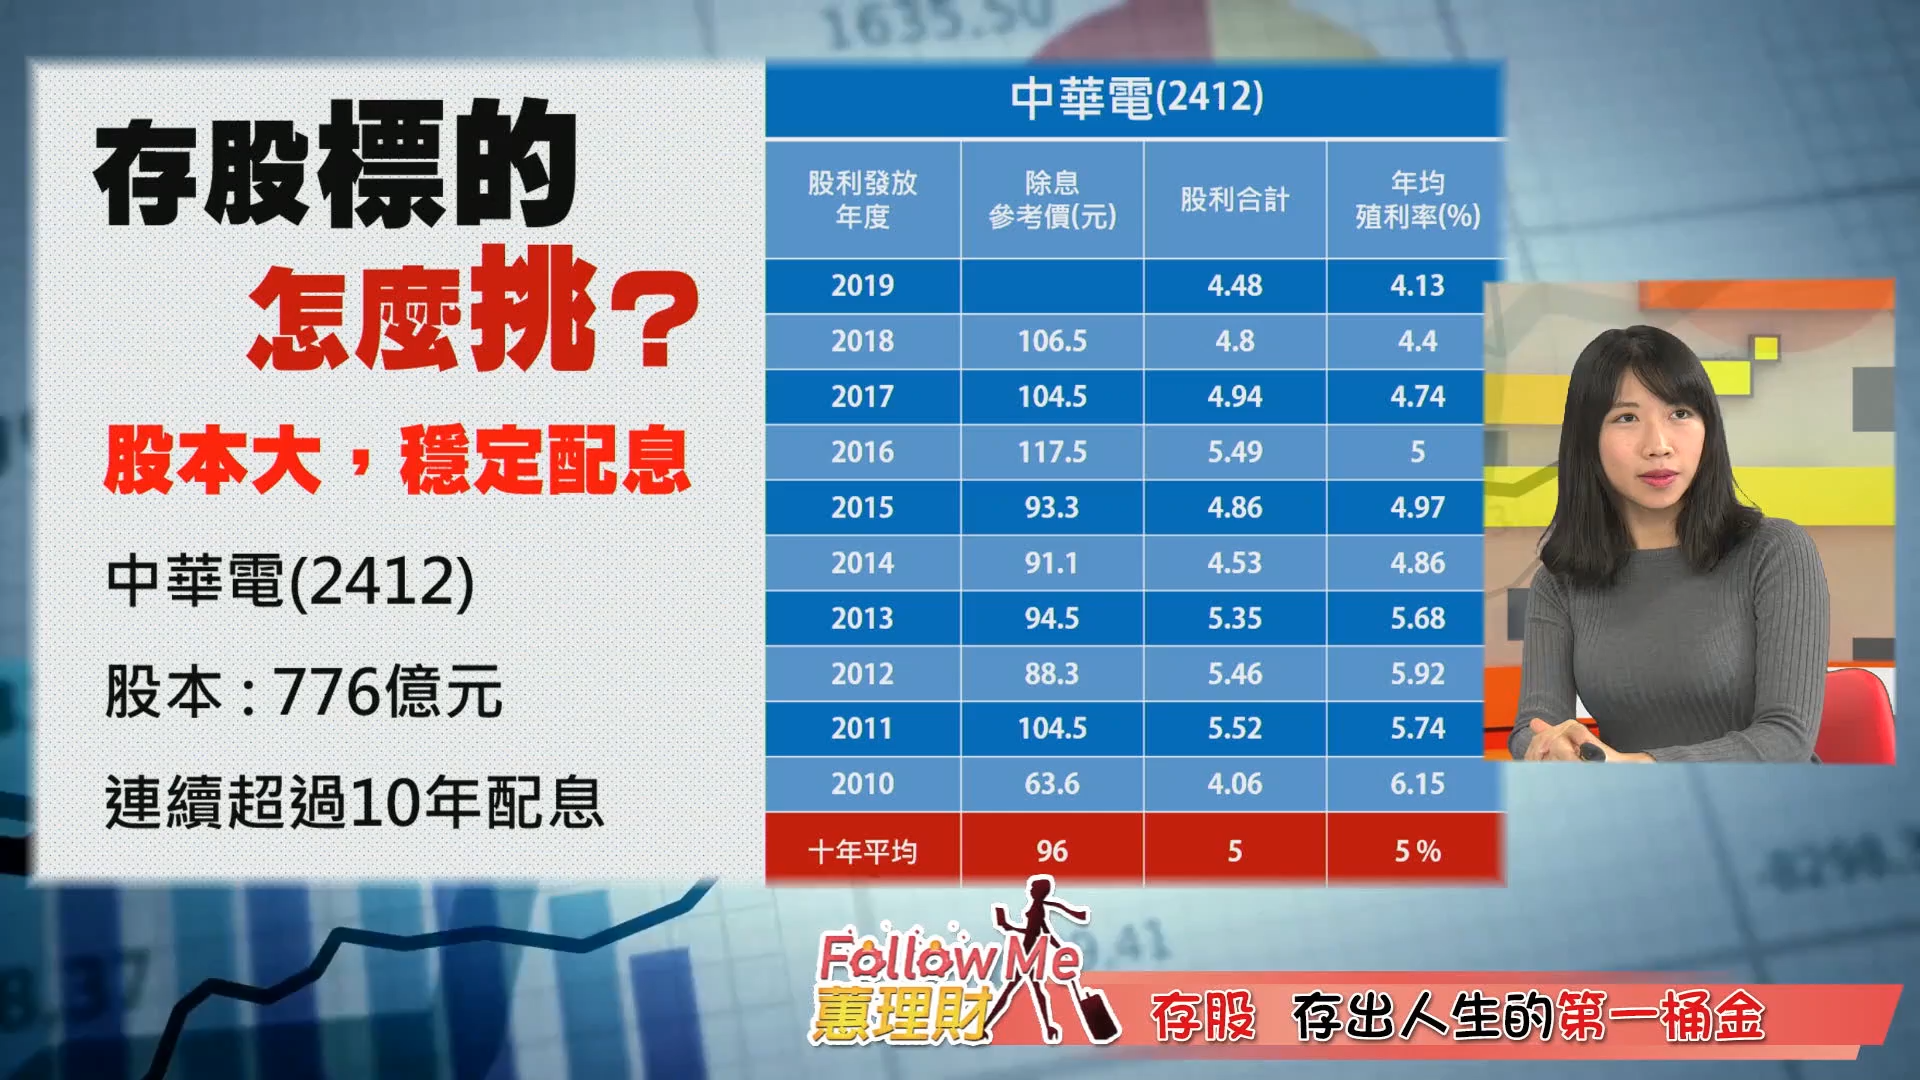 1635.50
存股標的
怎麼挑？
股本大，穩定配息
中華電(2412)
股本：776億元
連續超過10年配息
中華電(2412)
股利發放年度 除息參考價(元) 股利合計 年均殖利率(%)
2019 4.48 4.13
2018 106.5 4.8 4.4
2017 104.5 4.94 4.74
2016 117.5 5.49 5
2015 93.3 4.86 4.97
2014 91.1 4.53 4.86
2013 94.5 5.35 5.68
2012 88.3 5.46 5.92
2011 104.5 5.52 5.74
2010 63.6 4.06 6.15
十年平均 96 5 5%
Follow Me
蕙理財
存股 存出人生的第一桶金